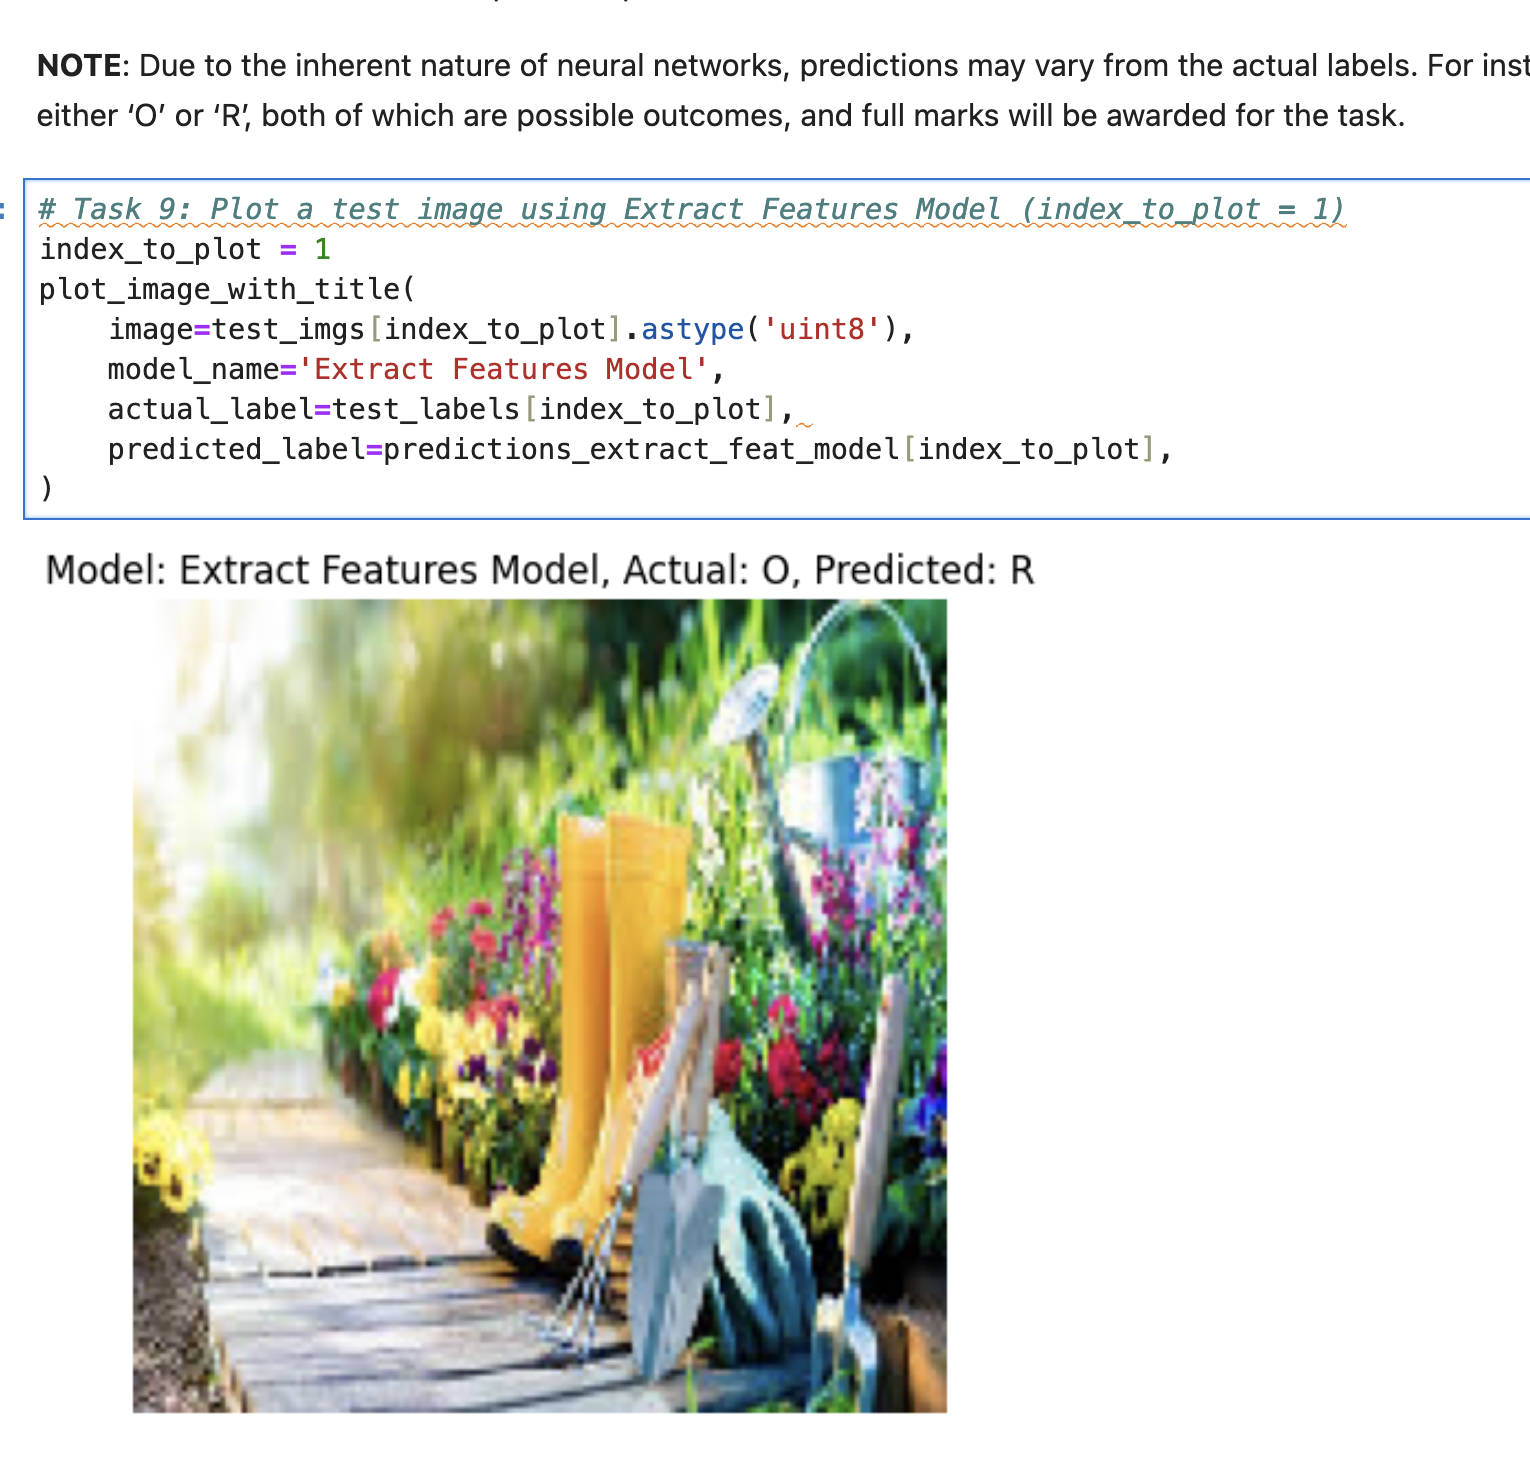 NOTE: Due to the inherent nature of neural networks, predictions may vary from the actual labels. For inst
either ‘O’ or ‘R’, both of which are possible outcomes, and full marks will be awarded for the task.
# Task 9: Plot a test image using Extract Features Model (index_to_plot = 1)
index_to_plot = 1
plot_image_with_title(
    image=test_imgs[index_to_plot].astype('uint8'),
    model_name='Extract Features Model',
    actual_label=test_labels[index_to_plot],
    predicted_label=predictions_extract_feat_model[index_to_plot],
)
Model: Extract Features Model, Actual: O, Predicted: R